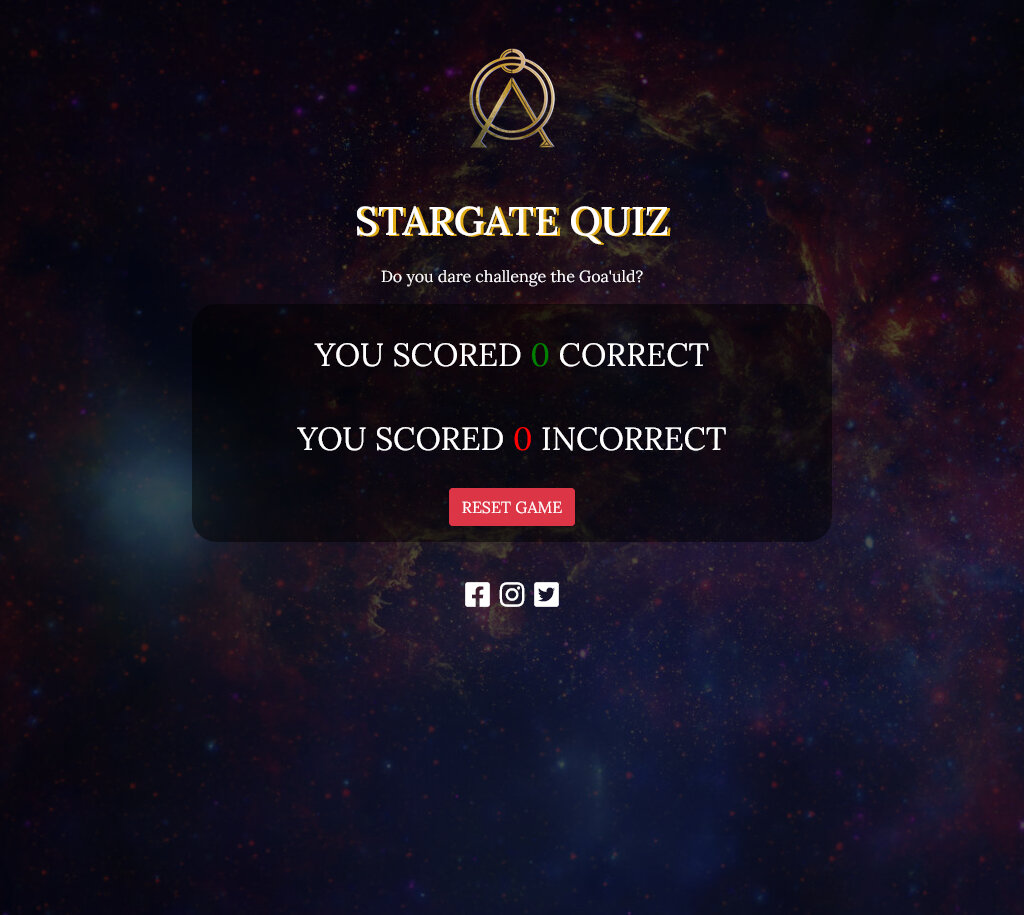 STARGATE QUIZ
Do you dare challenge the Goa'uld?
YOU SCORED 0 CORRECT
YOU SCORED 0 INCORRECT
RESET GAME